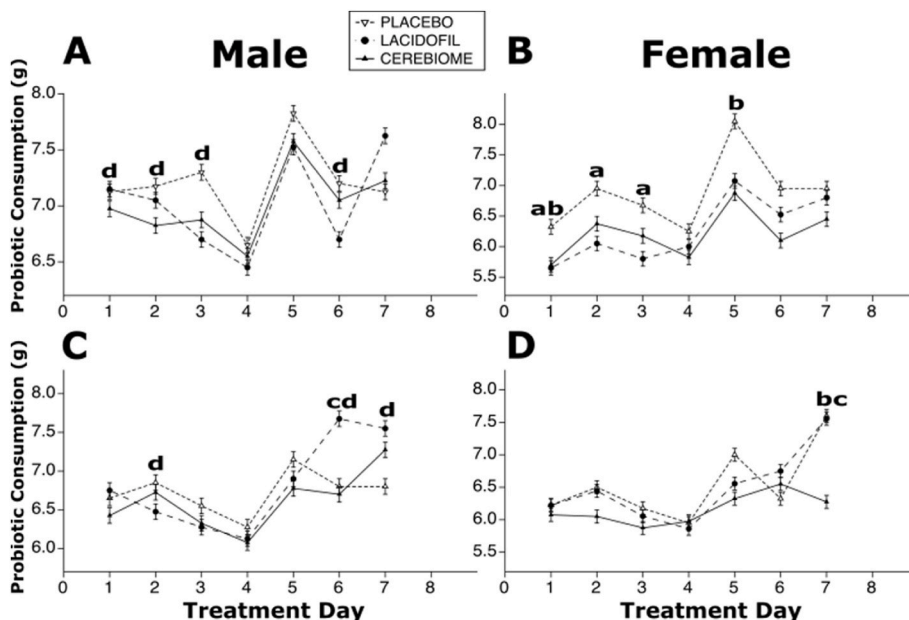 PLACEBO
LACIDOFIL
CEREBIOME
A Male
B Female
Probiotic Consumption (g)
8.0
7.5
7.0
6.5
d d d d
0 1 2 3 4 5 6 7 8
8.0
7.5
7.0
6.5
6.0
5.5
ab a a b
0 1 2 3 4 5 6 7 8
C
D
Probiotic Consumption (g)
8.0
7.5
7.0
6.0
d cd d
0 1 2 3 4 5 6 7 8
Treatment Day
8.0
7.5
7.0
6.5
6.0
5.5
bc
0 1 2 3 4 5 6 7 8
Treatment Day